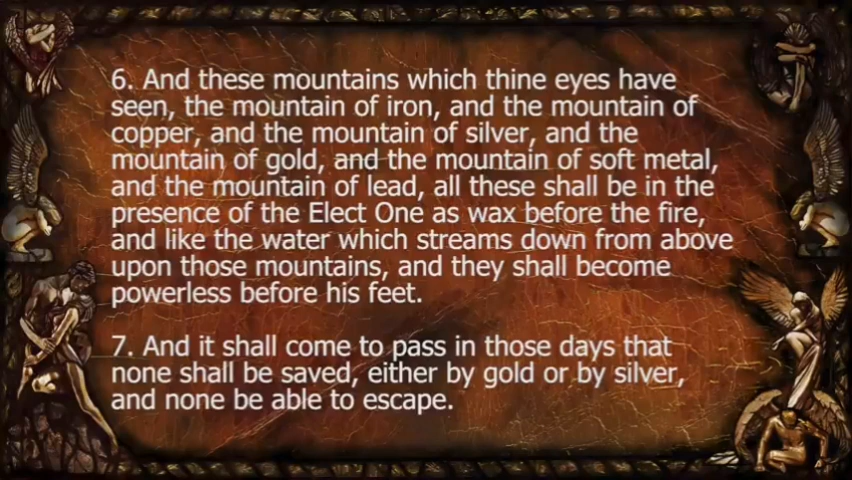 6. And these mountains which thine eyes have
seen, the mountain of iron, and the mountain of
copper, and the mountain of silver, and the
mountain of gold, and the mountain of soft metal,
and the mountain of lead, all these shall be in the
presence of the Elect One as wax before the fire,
and like the water which streams down from above
upon those mountains, and they shall become
powerless before his feet.
7. And it shall come to pass in those days that
none shall be saved, either by gold or by silver,
and none be able to escape.